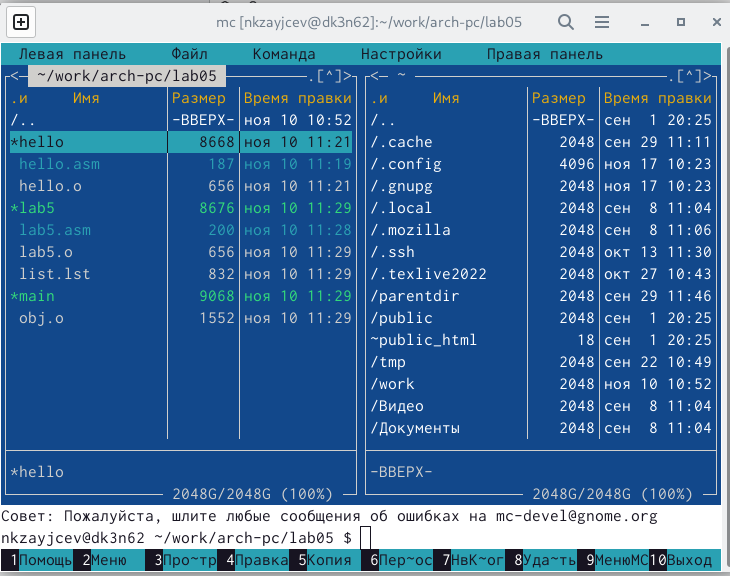 mc [nkzayjcev@dk3n62]:~/work/arch-pc/lab05
Левая панель Файл Команда Настройки Правая панель
<— ~/work/arch-pc/lab05 .[^]> <— ~ .[^]>
.и Имя Размер Время правки .и Имя Размер Время правки
/.. –ВВЕРХ– ноя 10 10:52 /.. –ВВЕРХ– сен 1 20:25
*hello 8668 ноя 10 11:21 /.cache 2048 сен 29 11:11
hello.asm 187 ноя 10 11:19 /.config 4096 ноя 17 10:23
hello.o 656 ноя 10 11:21 /.gnupg 2048 ноя 17 10:23
*lab5 8676 ноя 10 11:29 /.local 2048 сен 8 11:04
lab5.asm 200 ноя 10 11:28 /.mozilla 2048 сен 8 11:06
lab5.o 656 ноя 10 11:29 /.ssh 2048 окт 13 11:30
list.lst 832 ноя 10 11:29 /.texlive2022 2048 окт 27 10:43
*main 9068 ноя 10 11:29 /parentdir 2048 сен 29 11:46
obj.o 1552 ноя 10 11:29 /public 2048 сен 1 20:25
~public_html 18 сен 1 20:25
/tmp 2048 сен 22 10:49
/work 2048 ноя 10 10:52
/Видео 2048 сен 8 11:04
/Документы 2048 сен 8 11:04
*hello –ВВЕРХ–
2048G/2048G (100%) 2048G/2048G (100%)
Совет: Пожалуйста, шлите любые сообщения об ошибках на mc-devel@gnome.org
nkzayjcev@dk3n62 ~/work/arch-pc/lab05 $
1Помощь 2Меню 3Про~тр 4Правка 5Копия 6Пер~ос 7НвК~ог 8Уда~ть 9МенюМС 10Выход